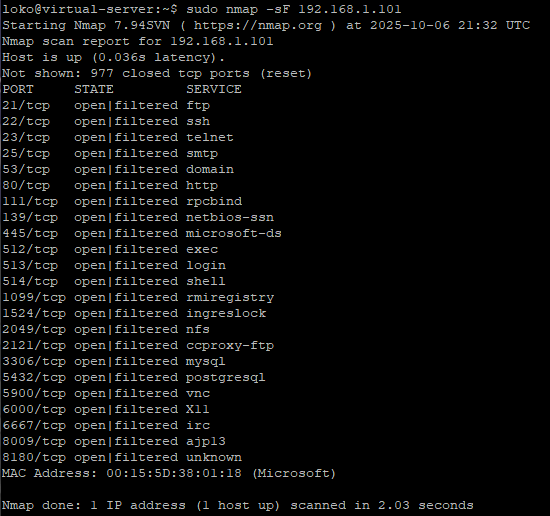 loko@virtual-server:~$ sudo nmap -sF 192.168.1.101
Starting Nmap 7.94SVN ( https://nmap.org ) at 2025-10-06 21:32 UTC
Nmap scan report for 192.168.1.101
Host is up (0.036s latency).
Not shown: 977 closed tcp ports (reset)
PORT     STATE         SERVICE
21/tcp   open|filtered ftp
22/tcp   open|filtered ssh
23/tcp   open|filtered telnet
25/tcp   open|filtered smtp
53/tcp   open|filtered domain
80/tcp   open|filtered http
111/tcp  open|filtered rpcbind
139/tcp  open|filtered netbios-ssn
445/tcp  open|filtered microsoft-ds
512/tcp  open|filtered exec
513/tcp  open|filtered login
514/tcp  open|filtered shell
1099/tcp open|filtered rmiregistry
1524/tcp open|filtered ingreslock
2049/tcp open|filtered nfs
2121/tcp open|filtered ccproxy-ftp
3306/tcp open|filtered mysql
5432/tcp open|filtered postgresql
5900/tcp open|filtered vnc
6000/tcp open|filtered X11
6667/tcp open|filtered irc
8009/tcp open|filtered ajp13
8180/tcp open|filtered unknown
MAC Address: 00:15:5D:38:01:18 (Microsoft)

Nmap done: 1 IP address (1 host up) scanned in 2.03 seconds